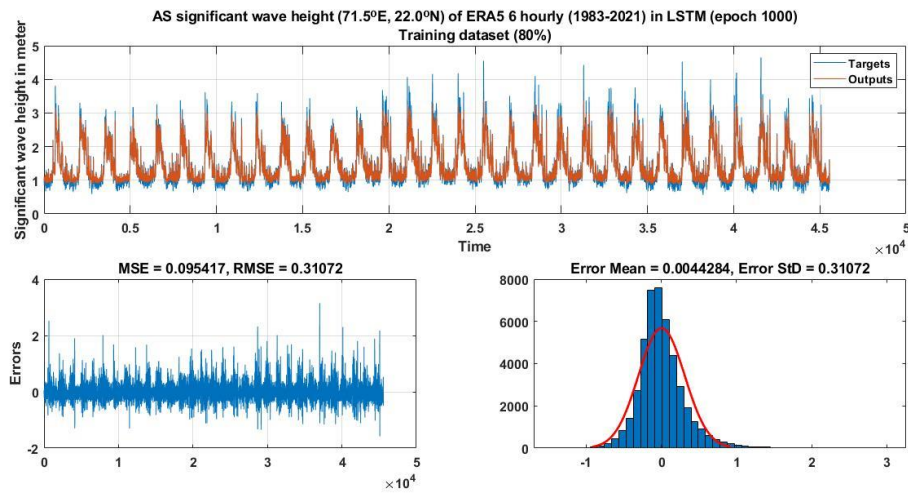 AS significant wave height (71.5ºE, 22.0ºN) of ERA5 6 hourly (1983-2021) in LSTM (epoch 1000)
Training dataset (80%)
Significant wave height in meter
5
4
3
2
1
0
Targets
Outputs
0 0.5 1 1.5 2 2.5 3 3.5 4 4.5 5
Time
×10⁴
MSE = 0.095417, RMSE = 0.31072
Errors
4
2
0
-2
0 1 2 3 4 5
×10⁴
Error Mean = 0.0044284, Error StD = 0.31072
8000
6000
4000
2000
0
-1 0 1 2 3